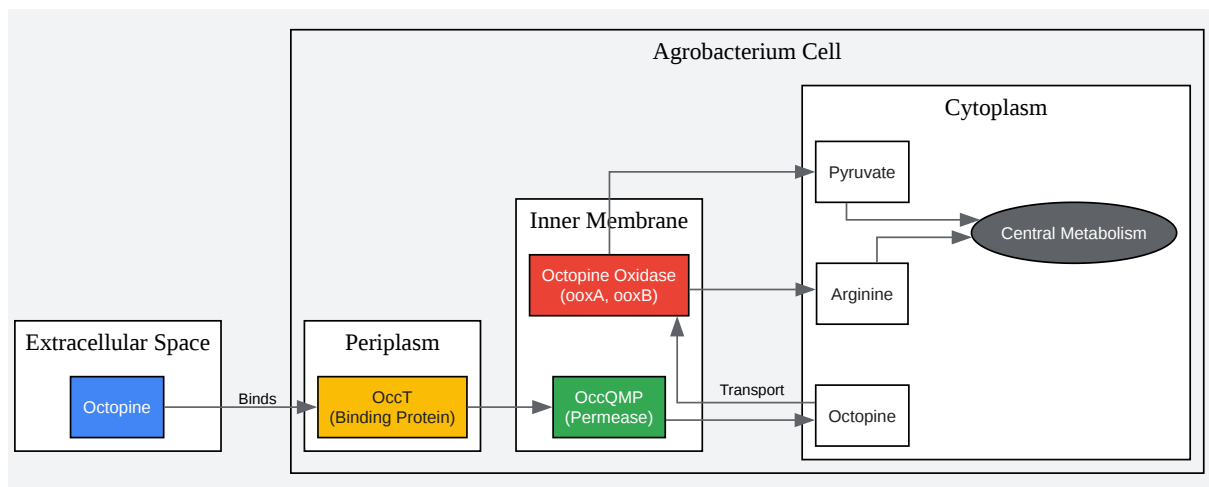 Agrobacterium Cell
Cytoplasm
Pyruvate
Inner Membrane
Central Metabolism
Octopine Oxidase
(ooxA, ooxB)
Arginine
Extracellular Space
Periplasm
Octopine
Binds
OccT
(Binding Protein)
OccQMP
(Permease)
Transport
Octopine